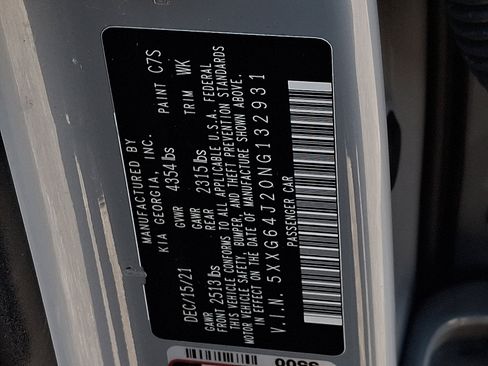 MANUFACTURED BY
KIA GEORGIA, INC.
PAINT C7S
DEC/15/21
GVWR 4354 lbs
TRIM WK
GAWR FRONT 2513 lbs
GAWR REAR 2315 lbs
THIS VEHICLE CONFORMS TO ALL APPLICABLE U.S.A. FEDERAL
MOTOR VEHICLE SAFETY, BUMPER, AND THEFT PREVENTION STANDARDS
IN EFFECT ON THE DATE OF MANUFACTURE SHOWN ABOVE.
V.I.N. 5XXG64J20NG132931
PASSENGER CAR